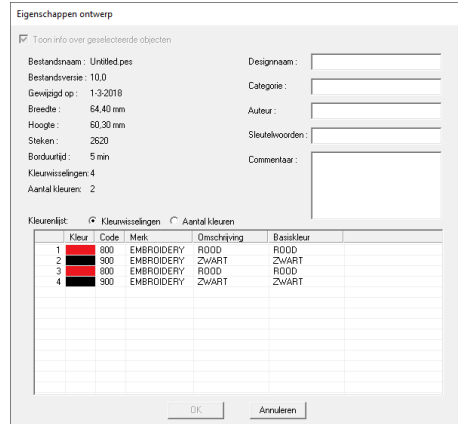 Eigenschappen ontwerp
Toon info over geselecteerde objecten
Bestandsnaam : Untitled.pes
Bestandsversie : 10,0
Gewijzigd op : 1-3-2018
Breedte : 64,40 mm
Hoogte : 60,30 mm
Steken : 2620
Borduurtijd : 5 min
Kleurwisselingen: 4
Aantal kleuren: 2
Designnaam :
Categorie :
Auteur :
Sleutelwoorden :
Commentaar :
Kleurenlijst: Kleurwisselingen Aantal kleuren
Kleur Code Merk Omschrijving Basiskleur
1 800 EMBROIDERY ROOD ROOD
2 900 EMBROIDERY ZWART ZWART
3 800 EMBROIDERY ROOD ROOD
4 900 EMBROIDERY ZWART ZWART
OK Annuleren